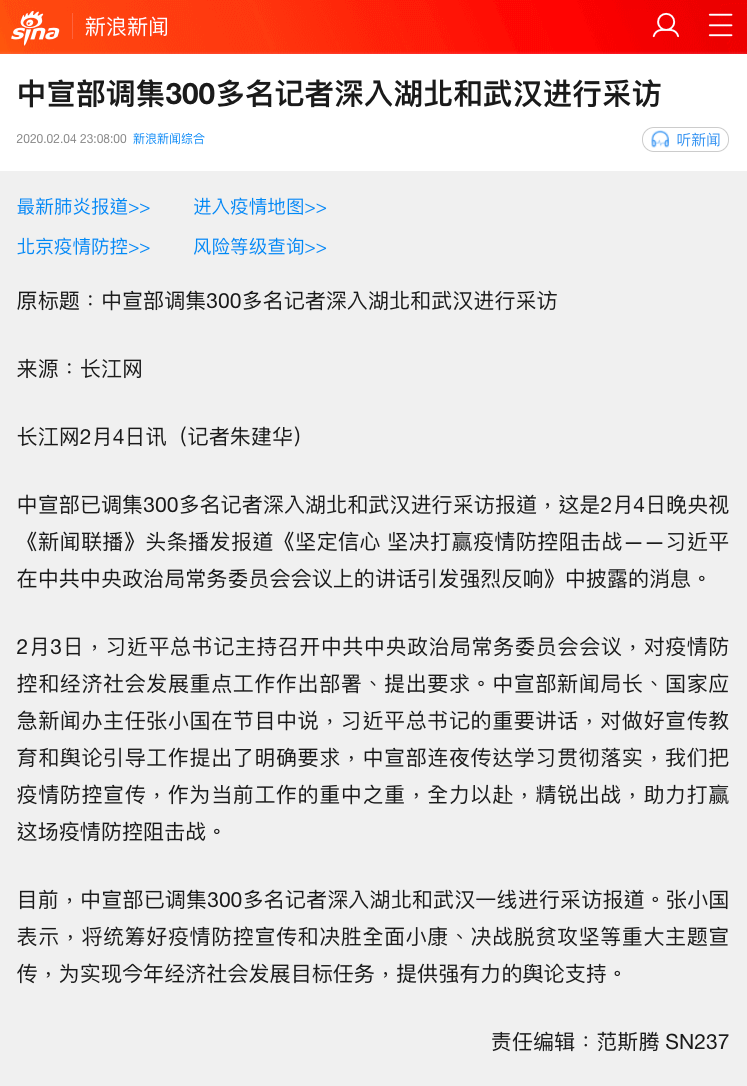 sina 新浪新闻
中宣部调集300多名记者深入湖北和武汉进行采访
2020.02.04 23:08:00 新浪新闻综合 听新闻
最新肺炎报道>> 进入疫情地图>>
北京疫情防控>> 风险等级查询>>
原标题：中宣部调集300多名记者深入湖北和武汉进行采访
来源：长江网
长江网2月4日讯（记者朱建华）
中宣部已调集300多名记者深入湖北和武汉进行采访报道，这是2月4日晚央视
《新闻联播》头条播发报道《坚定信心 坚决打赢疫情防控阻击战——习近平
在中共中央政治局常务委员会会议上的讲话引发强烈反响》中披露的消息。
2月3日，习近平总书记主持召开中共中央政治局常务委员会会议，对疫情防
控和经济社会发展重点工作作出部署、提出要求。中宣部新闻局长、国家应
急新闻办主任张小国在节目中说，习近平总书记的重要讲话，对做好宣传教
育和舆论引导工作提出了明确要求，中宣部连夜传达学习贯彻落实，我们把
疫情防控宣传，作为当前工作的重中之重，全力以赴，精锐出战，助力打赢
这场疫情防控阻击战。
目前，中宣部已调集300多名记者深入湖北和武汉一线进行采访报道。张小国
表示，将统筹好疫情防控宣传和决胜全面小康、决战脱贫攻坚等重大主题宣
传，为实现今年经济社会发展目标任务，提供强有力的舆论支持。
责任编辑：范斯腾 SN237